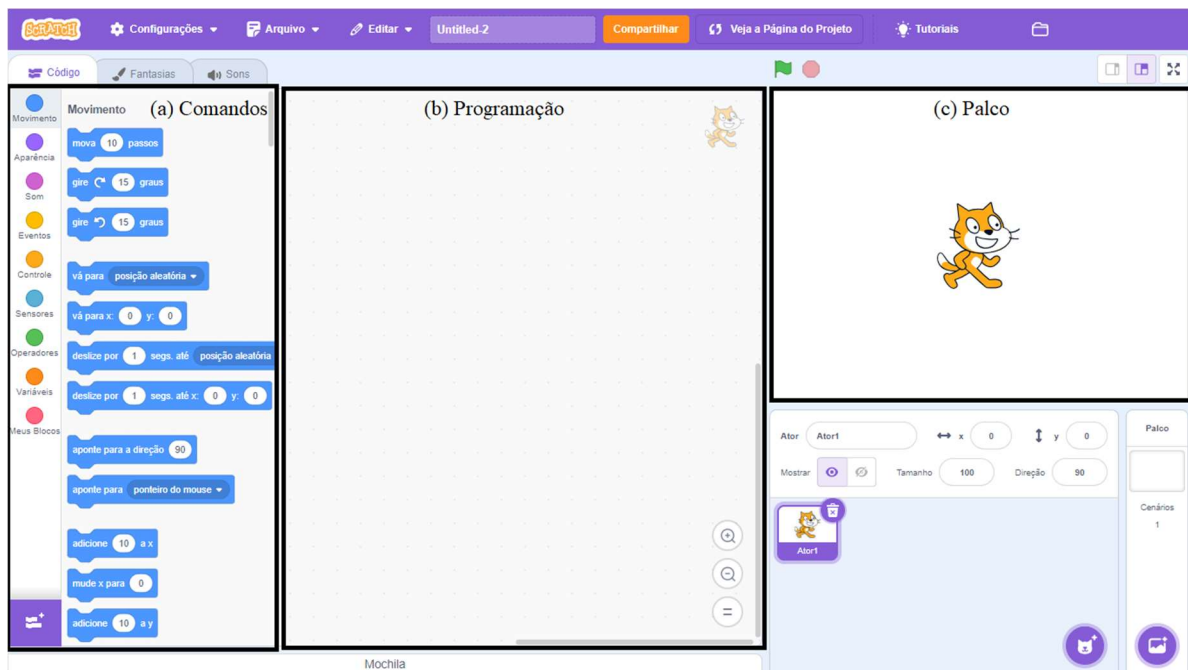 SCRATCH Configurações Arquivo Editar Untitled-2 Compartilhar Veja a Página do Projeto Tutoriais
Código Fantasias Sons
(a) Comandos
Movimento
Aparência
Som
Eventos
Controle
Sensores
Operadores
Variáveis
Meus Blocos
Movimento
mova 10 passos
gire 15 graus
gire 15 graus
vá para posição aleatória
vá para x: 0 y: 0
deslize por 1 segs. até posição aleatória
deslize por 1 segs. até x: 0 y: 0
aponte para a direção 90
aponte para ponteiro do mouse
adicione 10 a x
mude x para 0
adicione 10 a y
(b) Programação
Mochila
(c) Palco
Ator Ator1 x 0 y 0
Mostrar Tamanho 100 Direção 90
Ator1
Palco
Cenários
1